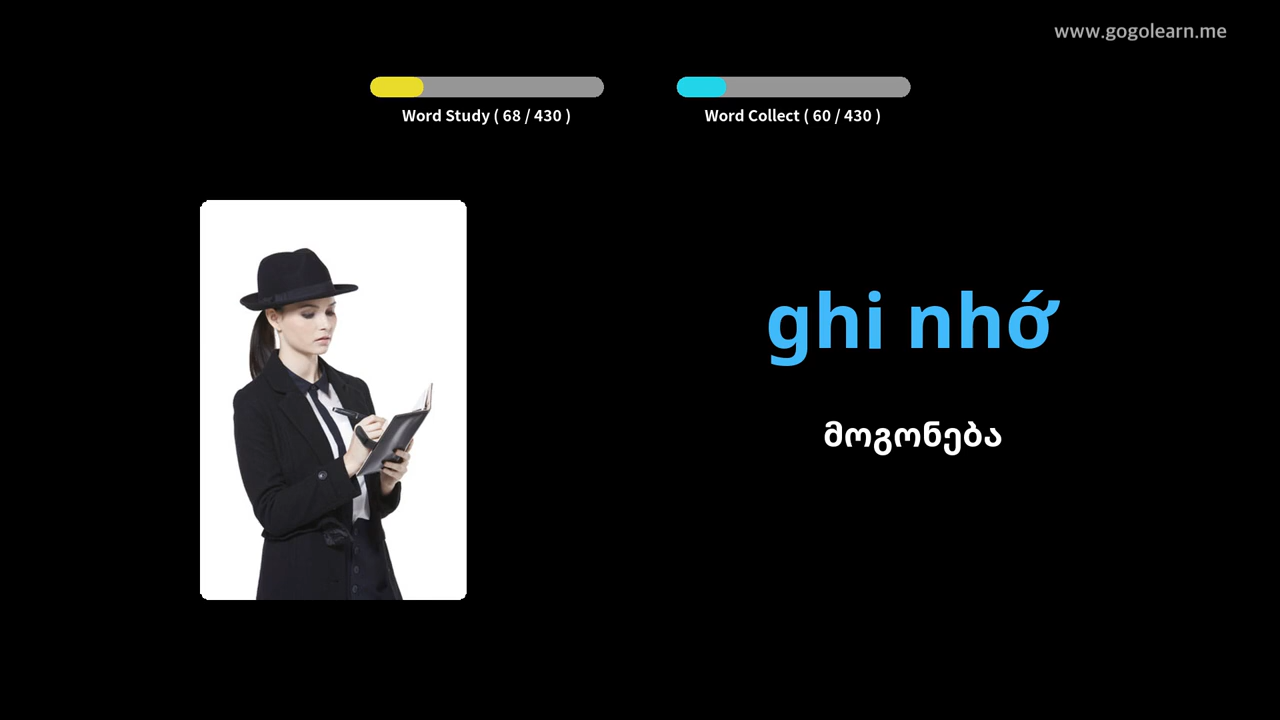 www.gogolearn.me
Word Study ( 68 / 430 )
Word Collect ( 60 / 430 )
ghi nhớ
მოგონება